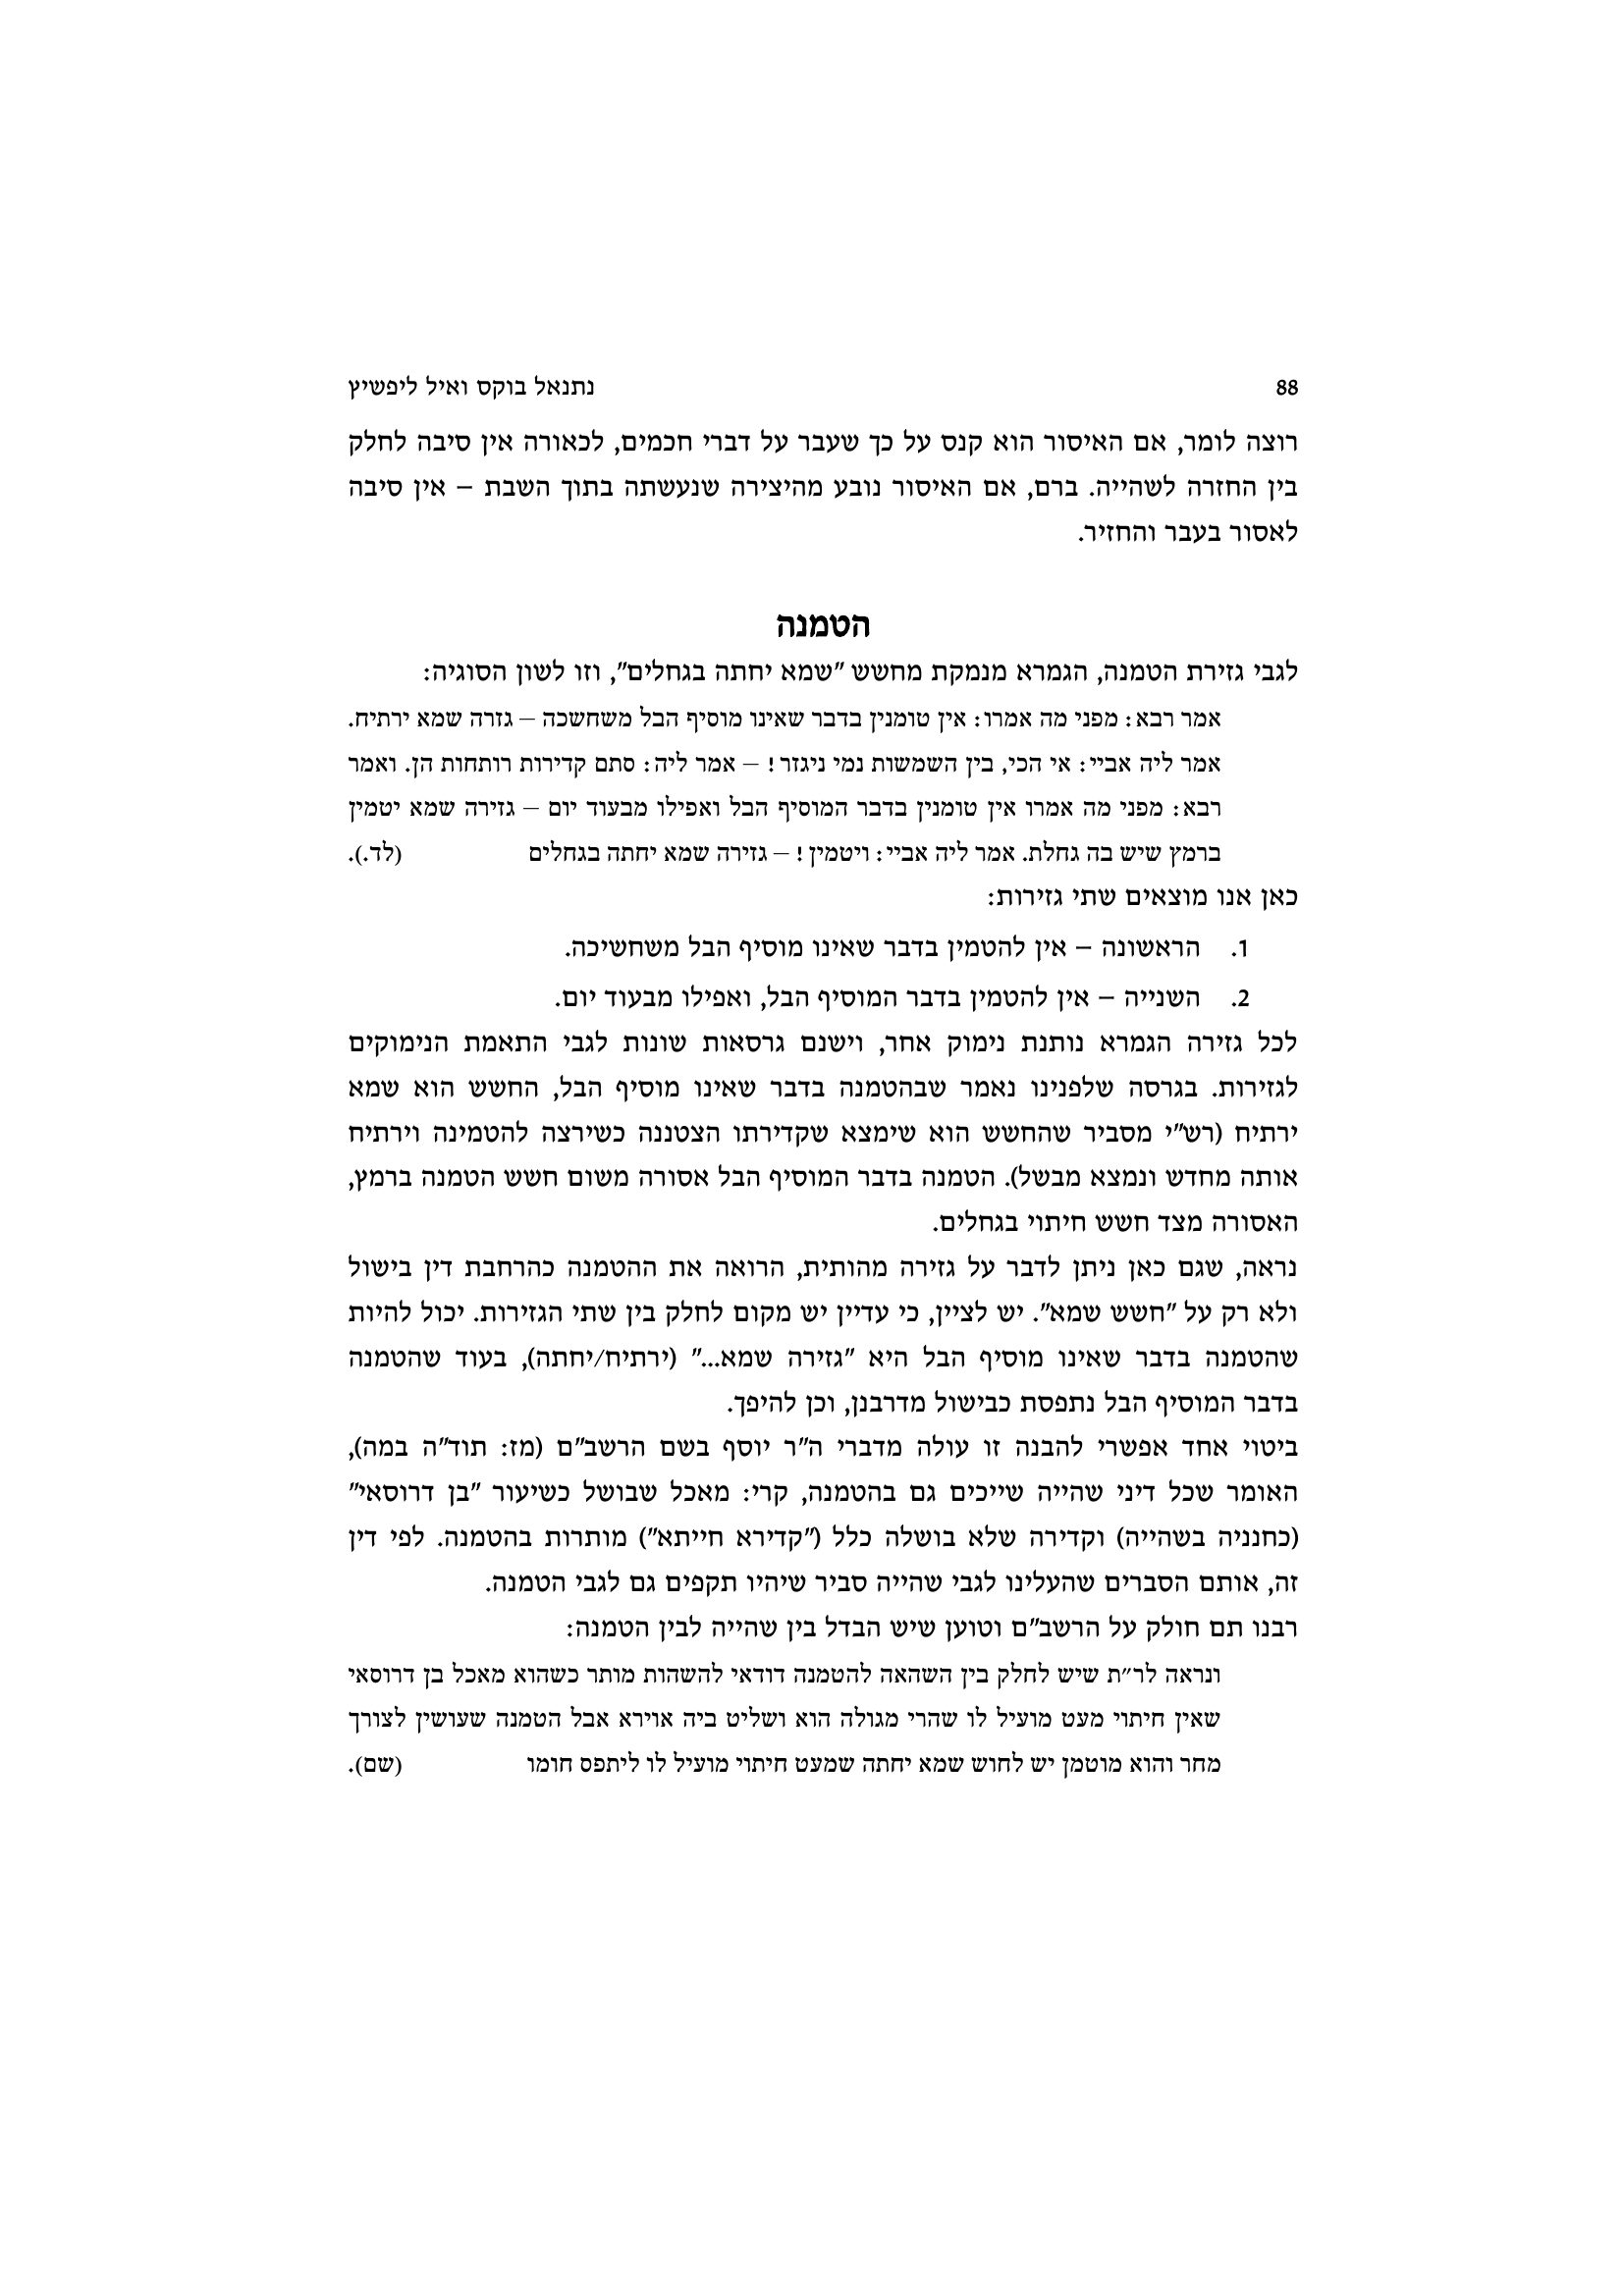 88 נתנאל בוקס ואיל ליפשיץ
רוצה לומר, אם האיסור הוא קנס על כך שעבר על דברי חכמים, לכאורה אין סיבה לחלק
בין החזרה לשהייה. ברם, אם האיסור נובע מהיצירה שנעשתה בתוך השבת – אין סיבה
לאסור בעבר והחזיר.
הטמנה
לגבי גזירת הטמנה, הגמרא מנמקת מחשש "שמא יחתה בגחלים", וזו לשון הסוגיה:
אמר רבא: מפני מה אמרו: אין טומנין בדבר שאינו מוסיף הבל משחשכה – גזרה שמא ירתיח.
אמר ליה אביי: אי הכי, בין השמשות נמי ניגזר! – אמר ליה: סתם קדירות רותחות הן. ואמר
רבא: מפני מה אמרו אין טומנין בדבר המוסיף הבל ואפילו מבעוד יום – גזירה שמא יטמין
ברמץ שיש בה גחלת. אמר ליה אביי: ויטמין! – גזירה שמא יחתה בגחלים (לד.).
כאן אנו מוצאים שתי גזירות:
1. הראשונה – אין להטמין בדבר שאינו מוסיף הבל משחשיכה.
2. השנייה – אין להטמין בדבר המוסיף הבל, ואפילו מבעוד יום.
לכל גזירה הגמרא נותנת נימוק אחר, וישנם גרסאות שונות לגבי התאמת הנימוקים
לגזירות. בגרסה שלפנינו נאמר שבהטמנה בדבר שאינו מוסיף הבל, החשש הוא שמא
ירתיח (רש"י מסביר שהחשש הוא שימצא שקדירתו הצטננה כשירצה להטמינה וירתיח
אותה מחדש ונמצא מבשל). הטמנה בדבר המוסיף הבל אסורה משום חשש הטמנה ברמץ,
האסורה מצד חשש חיתוי בגחלים.
נראה, שגם כאן ניתן לדבר על גזירה מהותית, הרואה את ההטמנה כהרחבת דין בישול
ולא רק על "חשש שמא". יש לציין, כי עדיין יש מקום לחלק בין שתי הגזירות. יכול להיות
שהטמנה בדבר שאינו מוסיף הבל היא "גזירה שמא..." (ירתיח/יחתה), בעוד שהטמנה
בדבר המוסיף הבל נתפסת כבישול מדרבנן, וכן להיפך.
ביטוי אחד אפשרי להבנה זו עולה מדברי ה"ר יוסף בשם הרשב"ם (מז: תוד"ה במה),
האומר שכל דיני שהייה שייכים גם בהטמנה, קרי: מאכל שבושל כשיעור "בן דרוסאי"
(כחנניה בשהייה) וקדירה שלא בושלה כלל ("קדירא חייתא") מותרות בהטמנה. לפי דין
זה, אותם הסברים שהעלינו לגבי שהייה סביר שיהיו תקפים גם לגבי הטמנה.
רבנו תם חולק על הרשב"ם וטוען שיש הבדל בין שהייה לבין הטמנה:
ונראה לר״ת שיש לחלק בין השהאה להטמנה דודאי להשהות מותר כשהוא מאכל בן דרוסאי
שאין חיתוי מעט מועיל לו שהרי מגולה הוא ושליט ביה אוירא אבל הטמנה שעושין לצורך
מחר והוא מוטמן יש לחוש שמא יחתה שמעט חיתוי מועיל לו ליתפס חומו (שם).